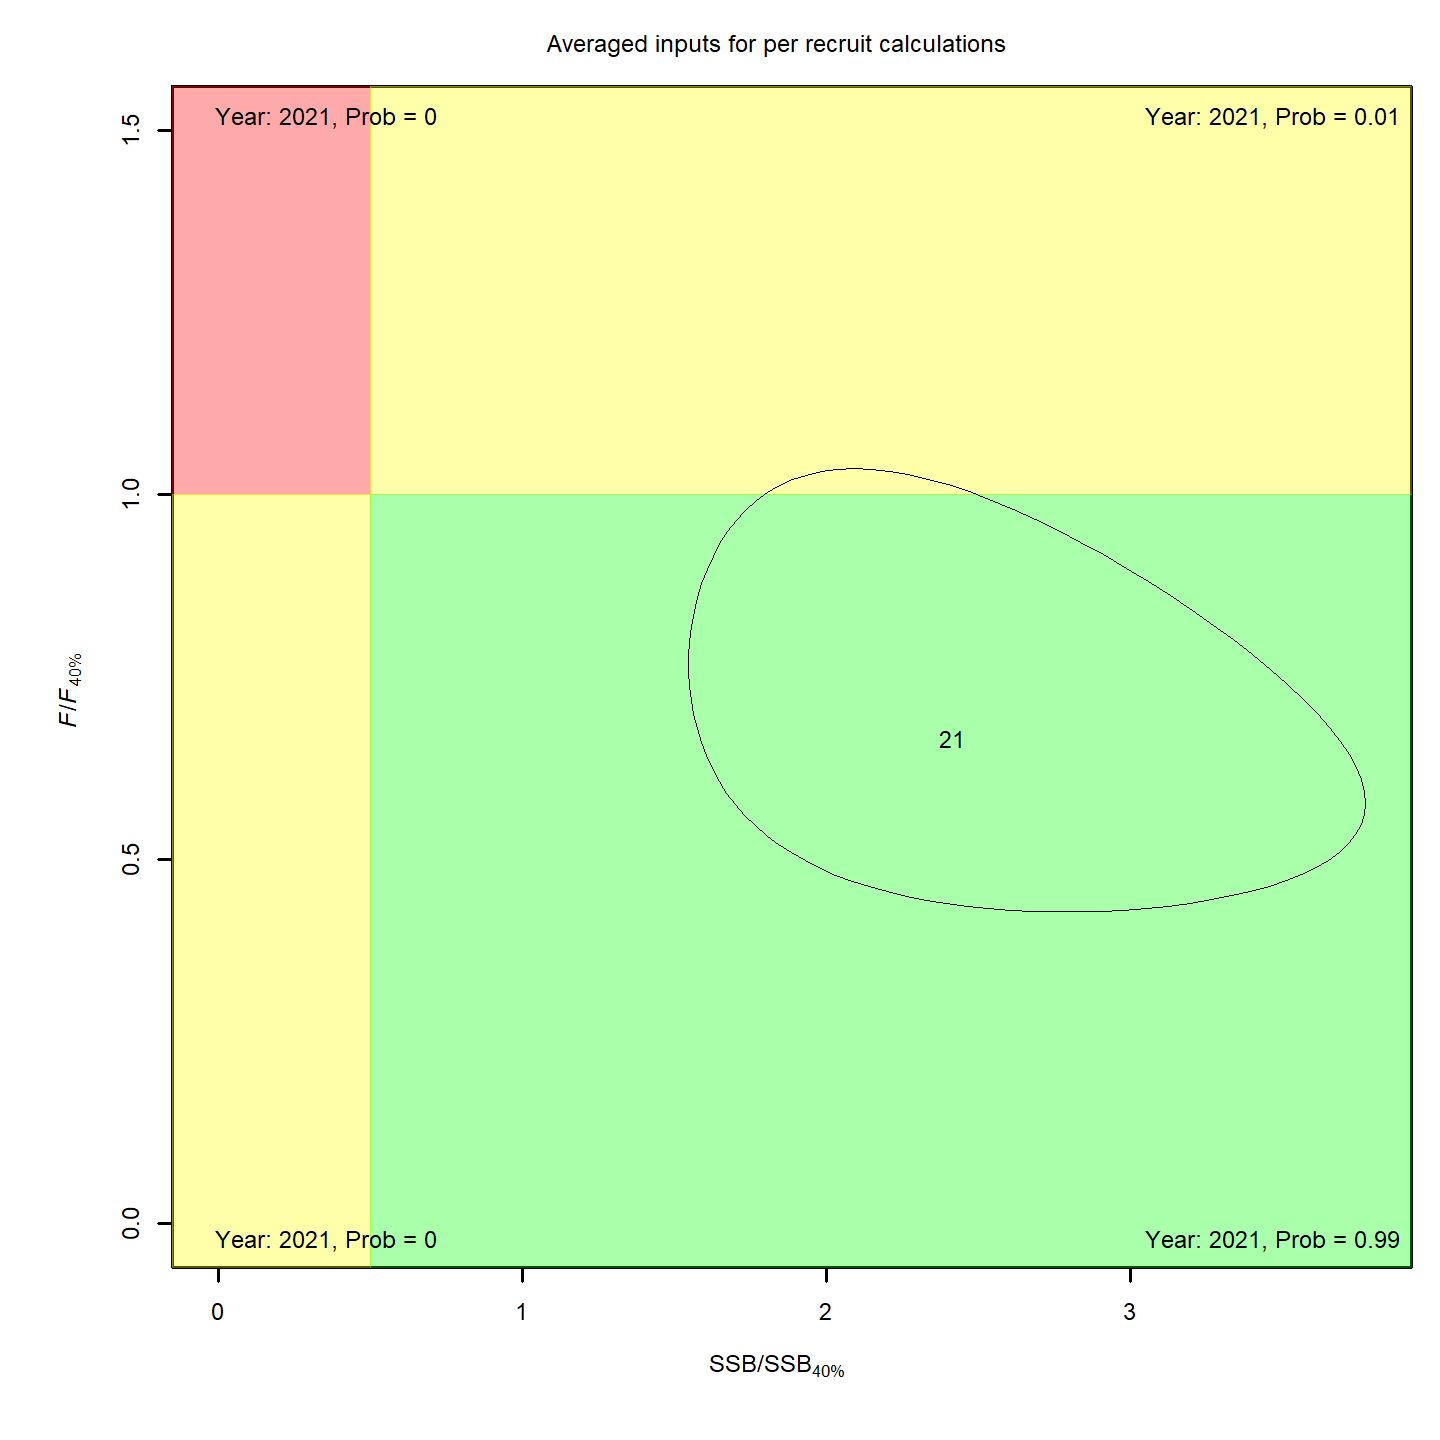 Averaged inputs for per recruit calculations
Year: 2021, Prob = 0
Year: 2021, Prob = 0.01
1.5
1.0
0.5
0.0
F/F40%
21
Year: 2021, Prob = 0
Year: 2021, Prob = 0.99
0
1
2
3
SSB/SSB40%